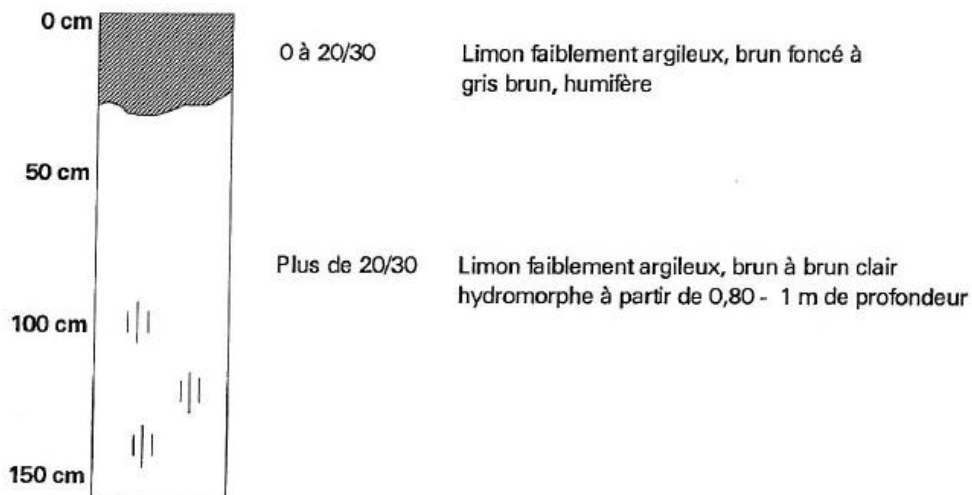 0 cm
0 à 20/30
Limon faiblement argileux, brun foncé à
gris brun, humifère
50 cm
Plus de 20/30
Limon faiblement argileux, brun à brun clair
hydromorphe à partir de 0,80 - 1 m de profondeur
100 cm
150 cm